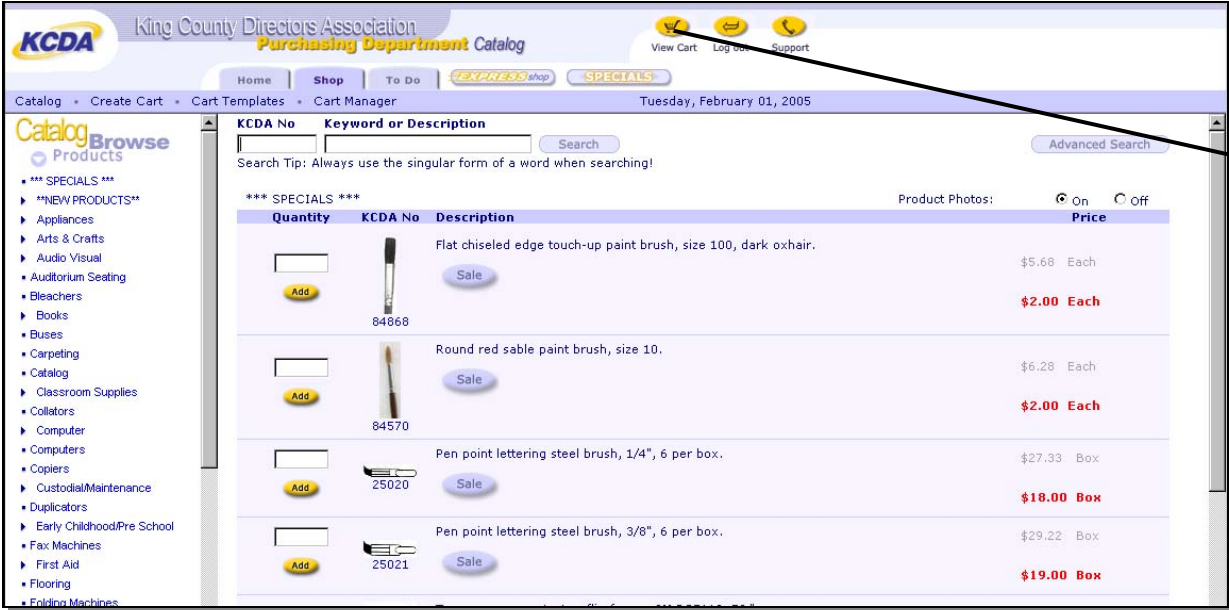 KCDA
King County Directors Association
Purchasing Department Catalog
View Cart Log out Support
Home Shop To Do EXPRESS shop SPECIALS
Catalog • Create Cart • Cart Templates • Cart Manager Tuesday, February 01, 2005
Catalog Browse Products
*** SPECIALS ***
**NEW PRODUCTS**
Appliances
Arts & Crafts
Audio Visual
Auditorium Seating
Bleachers
Books
Buses
Carpeting
Catalog
Classroom Supplies
Collators
Computer
Computers
Copiers
Custodial/Maintenance
Duplicators
Early Childhood/Pre School
Fax Machines
First Aid
Flooring
Folding Machines
KCDA No Keyword or Description
Search Advanced Search
Search Tip: Always use the singular form of a word when searching!
*** SPECIALS *** Product Photos: On Off
Quantity KCDA No Description Price
Flat chiseled edge touch-up paint brush, size 100, dark oxhair.
Sale $5.68 Each
Add $2.00 Each
84868
Round red sable paint brush, size 10.
Sale $6.28 Each
Add $2.00 Each
84570
Pen point lettering steel brush, 1/4", 6 per box.
$27.33 Box
Add 25020 Sale
$18.00 Box
Pen point lettering steel brush, 3/8", 6 per box.
$29.22 Box
Add 25021 Sale
$19.00 Box